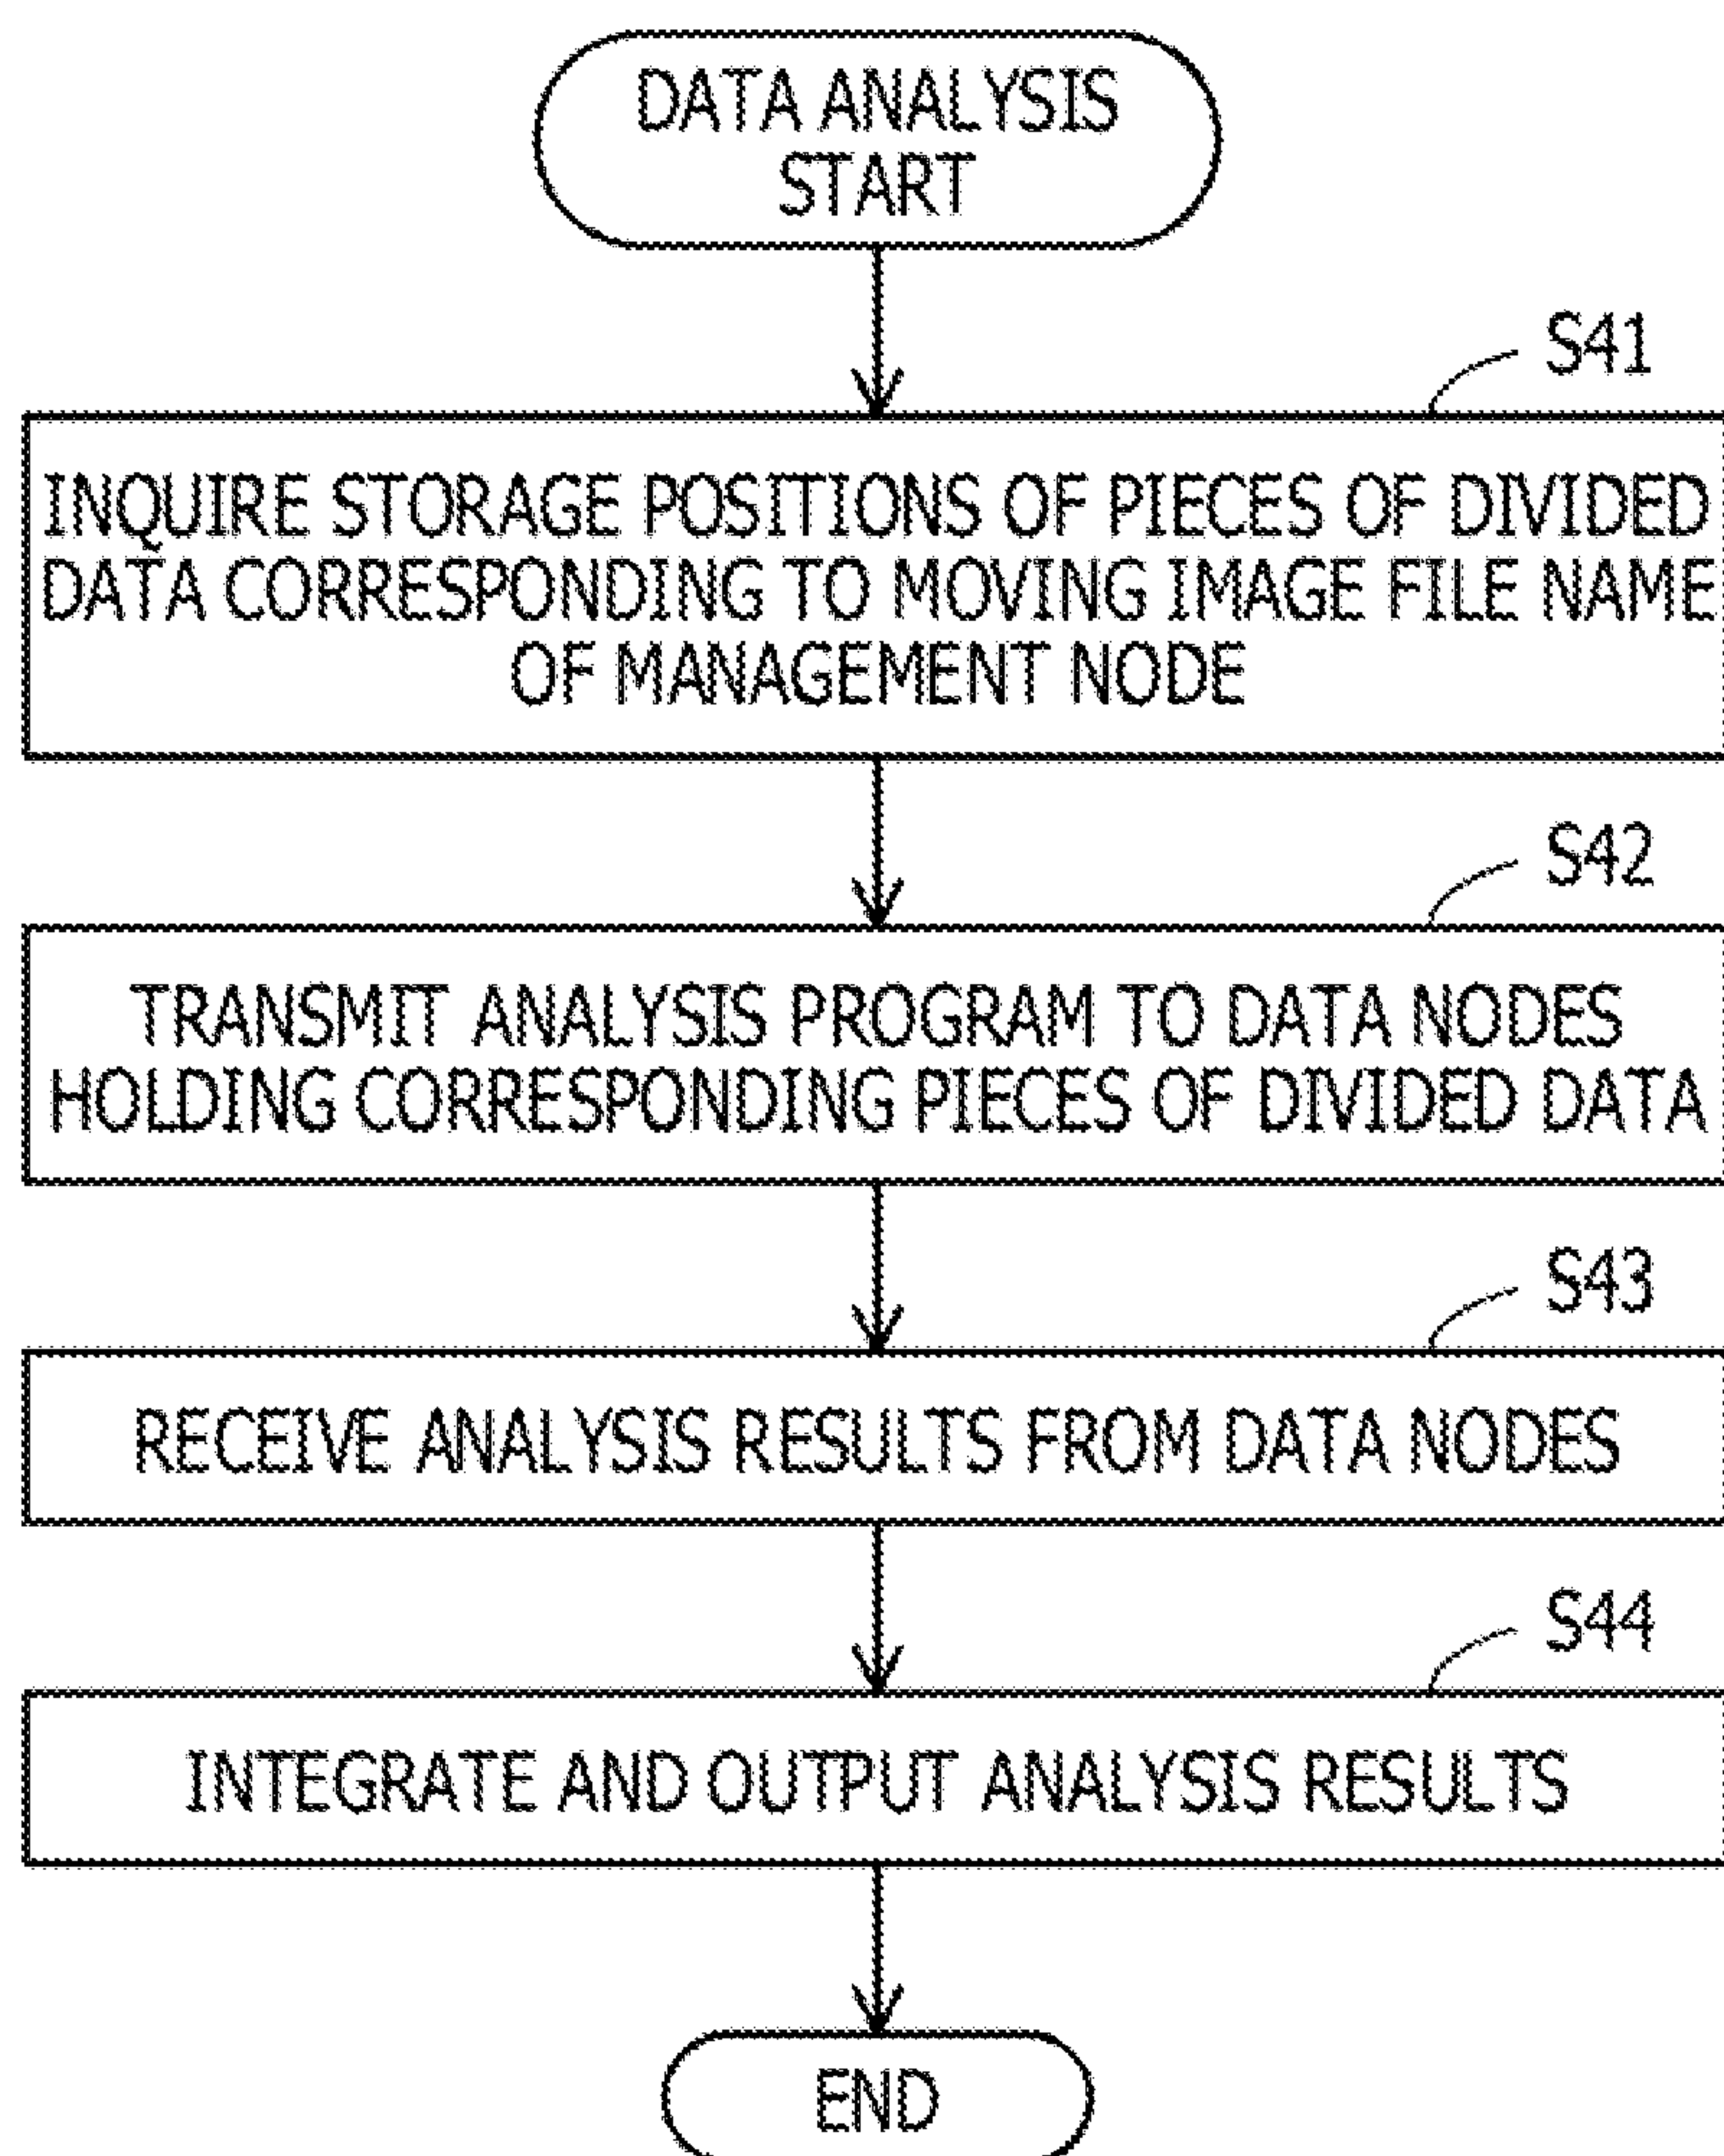 DATA ANALYSIS
START
S41
INQUIRE STORAGE POSITIONS OF PIECES OF DIVIDED
DATA CORRESPONDING TO MOVING IMAGE FILE NAME
OF MANAGEMENT NODE
S42
TRANSMIT ANALYSIS PROGRAM TO DATA NODES
HOLDING CORRESPONDING PIECES OF DIVIDED DATA
S43
RECEIVE ANALYSIS RESULTS FROM DATA NODES
S44
INTEGRATE AND OUTPUT ANALYSIS RESULTS
END